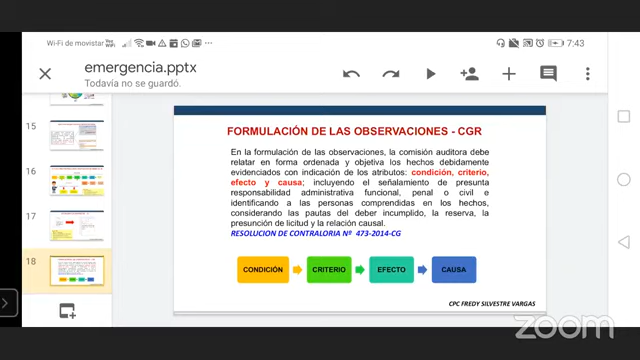 Wi-Fi de movistar
7:43
emergencia.pptx
Todavía no se guardó.
15
16
17
18
FORMULACIÓN DE LAS OBSERVACIONES - CGR
En la formulación de las observaciones, la comisión auditora debe
relatar en forma ordenada y objetiva los hechos debidamente
evidenciados con indicación de los atributos: condición, criterio,
efecto y causa; incluyendo el señalamiento de presunta
responsabilidad administrativa funcional, penal o civil e
identificando a las personas comprendidas en los hechos,
considerando las pautas del deber incumplido, la reserva, la
presunción de licitud y la relación causal.
RESOLUCION DE CONTRALORIA Nº 473-2014-CG
CONDICIÓN CRITERIO EFECTO CAUSA
CPC FREDY SILVESTRE VARGAS
zoom